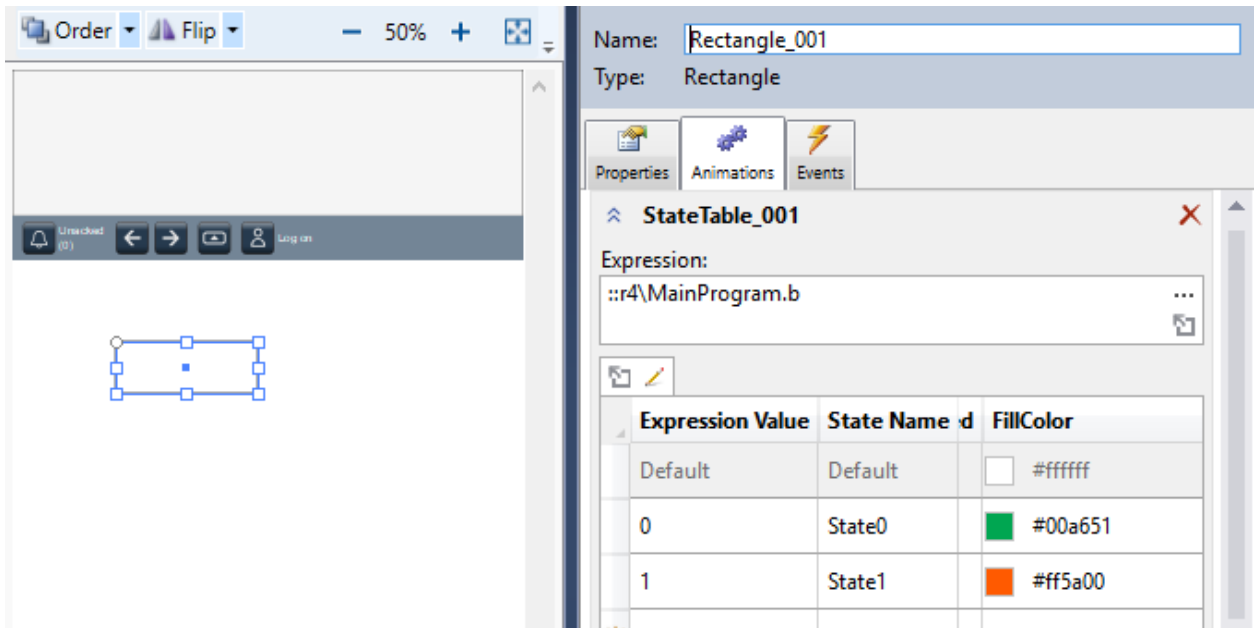 Order Flip 50%
Unacked
(0)
Log on
Name: Rectangle_001
Type: Rectangle
Properties Animations Events
StateTable_001
Expression:
::r4\MainProgram.b
...
Expression Value State Name d FillColor
Default Default #ffffff
0 State0 #00a651
1 State1 #ff5a00